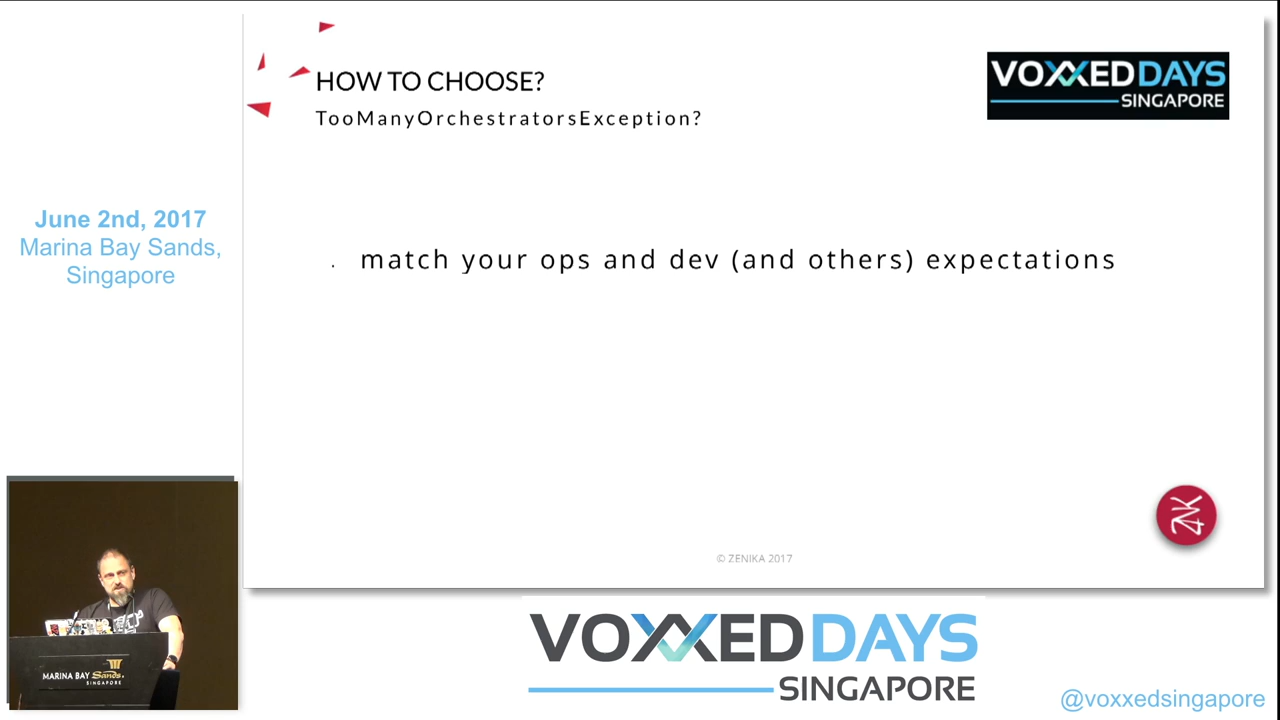 HOW TO CHOOSE?
TooManyOrchestratorsException?
VOXXEDDAYS
SINGAPORE
June 2nd, 2017
Marina Bay Sands,
Singapore
. match your ops and dev (and others) expectations
ZNK
© ZENIKA 2017
MARINA BAY Sands.
SINGAPORE
VOXXEDDAYS
SINGAPORE
@voxxedsingapore